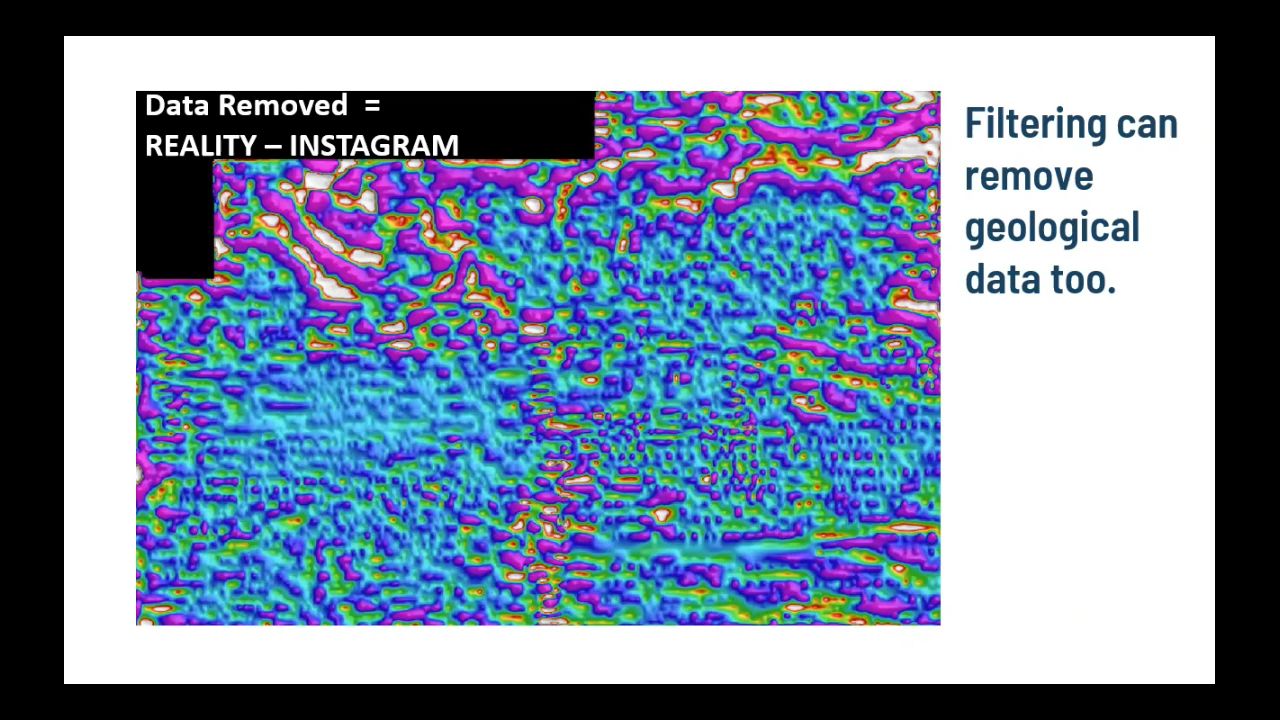 Data Removed =
REALITY – INSTAGRAM
Filtering can
remove
geological
data too.